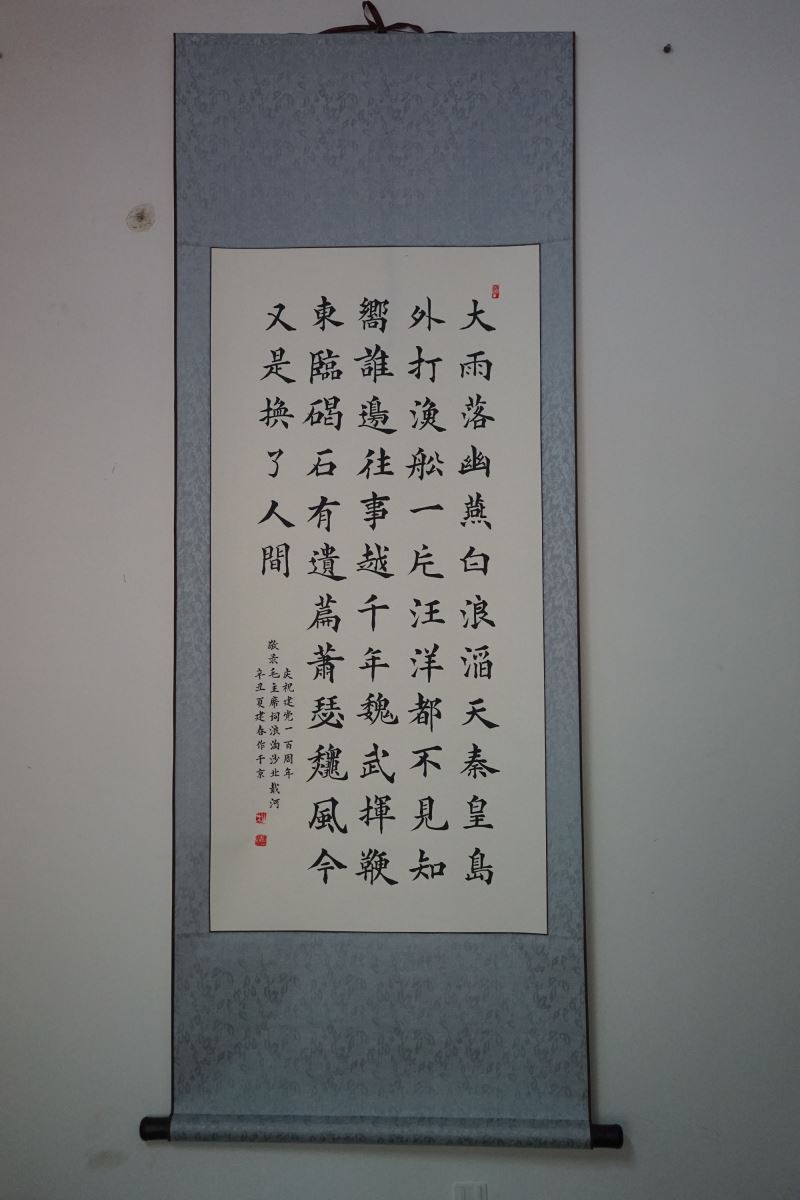 大雨落幽燕白浪滔天秦皇島
外打漁舩一片汪洋都不見知
嚮誰邊往事越千年魏武揮鞭
東臨碣石有遺篇蕭瑟龝風今
又是換了人間
庆祝建党一百周年
敬录毛主席词浪淘沙北戴河
辛丑夏建春作于京